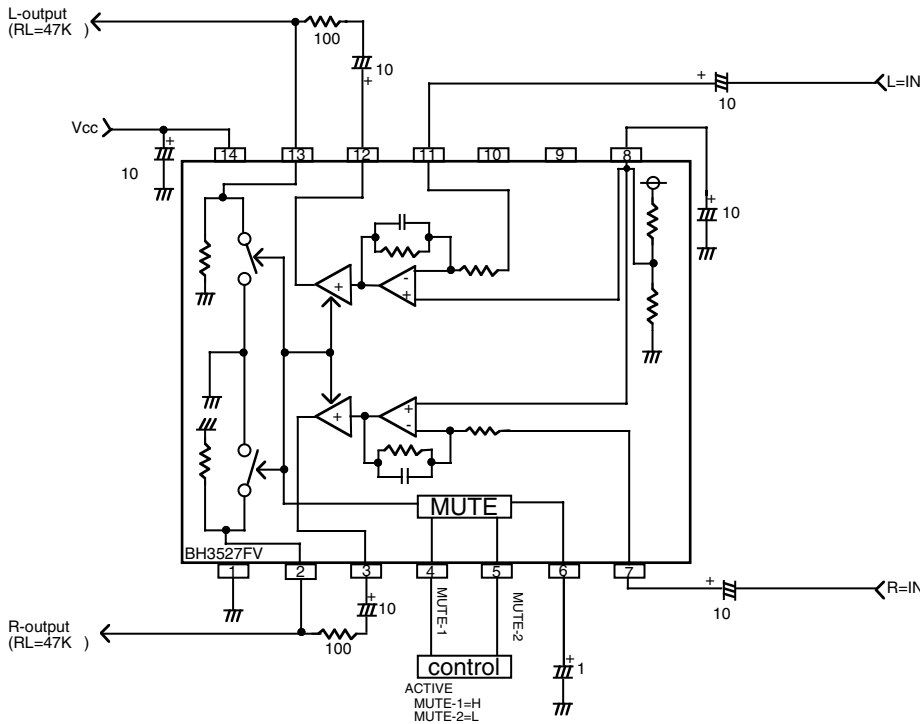 L-output
(RL=47K )
100
10
+
+
10
L=IN
Vcc
+
10
14
13
12
11
10
9
8
+
10
-
+
+
+
+
-
MUTE
BH3527FV
1
2
3
4
5
6
7
+
10
MUTE-1
MUTE-2
+
10
R=IN
R-output
(RL=47K )
100
control
+
1
ACTIVE
MUTE-1=H
MUTE-2=L